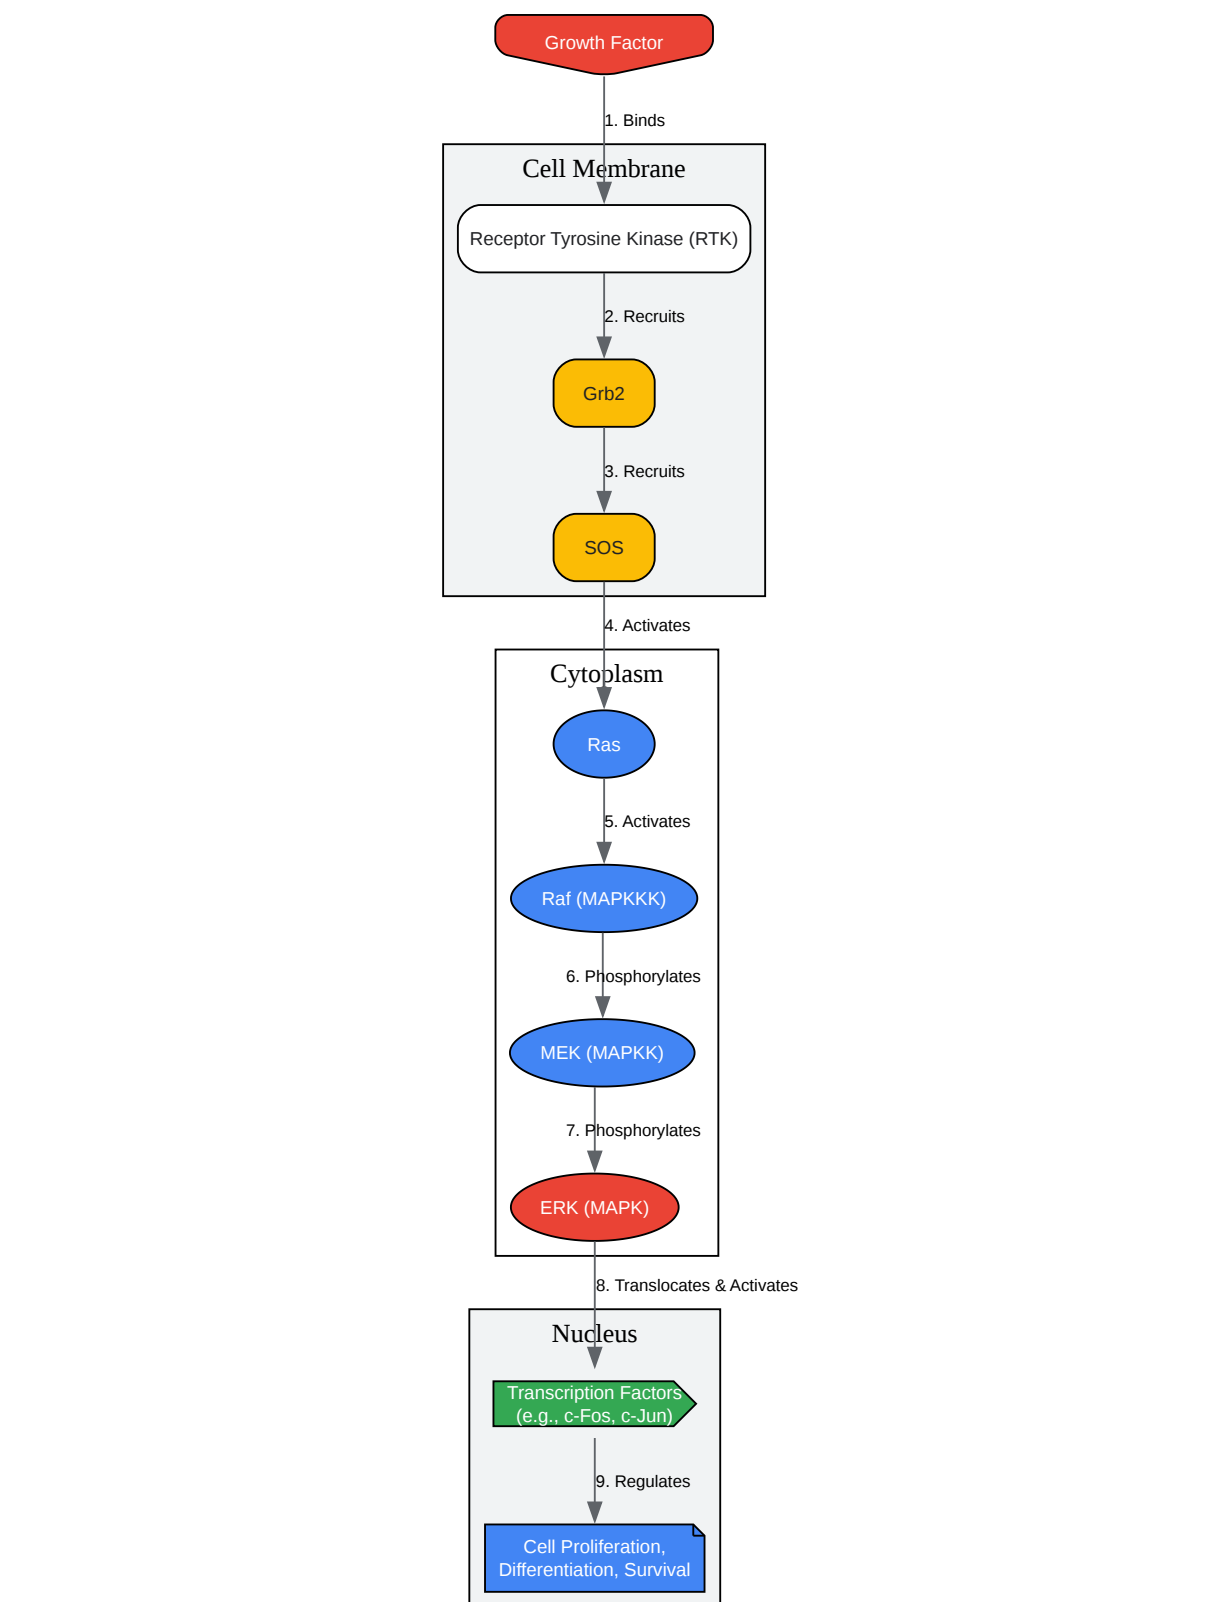 Growth Factor
1. Binds
Cell Membrane
Receptor Tyrosine Kinase (RTK)
2. Recruits
Grb2
3. Recruits
SOS
4. Activates
Cytoplasm
Ras
5. Activates
Raf (MAPKKK)
6. Phosphorylates
MEK (MAPKK)
7. Phosphorylates
ERK (MAPK)
8. Translocates & Activates
Nucleus
Transcription Factors
(e.g., c-Fos, c-Jun)
9. Regulates
Cell Proliferation,
Differentiation, Survival